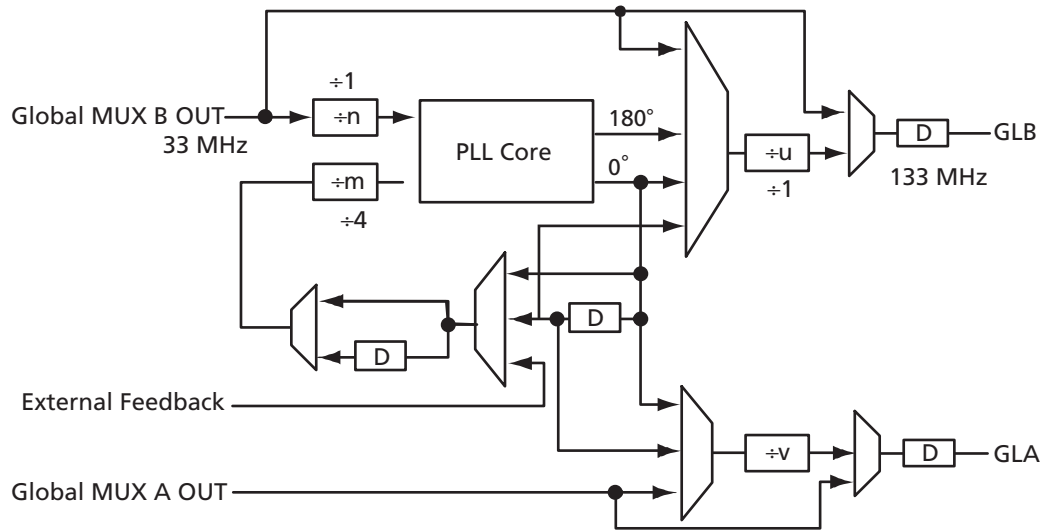 ÷1
Global MUX B OUT
33 MHz
÷n
PLL Core
180°
0°
÷m
÷4
÷u
÷1
D
GLB
133 MHz
D
D
External Feedback
÷v
D
GLA
Global MUX A OUT